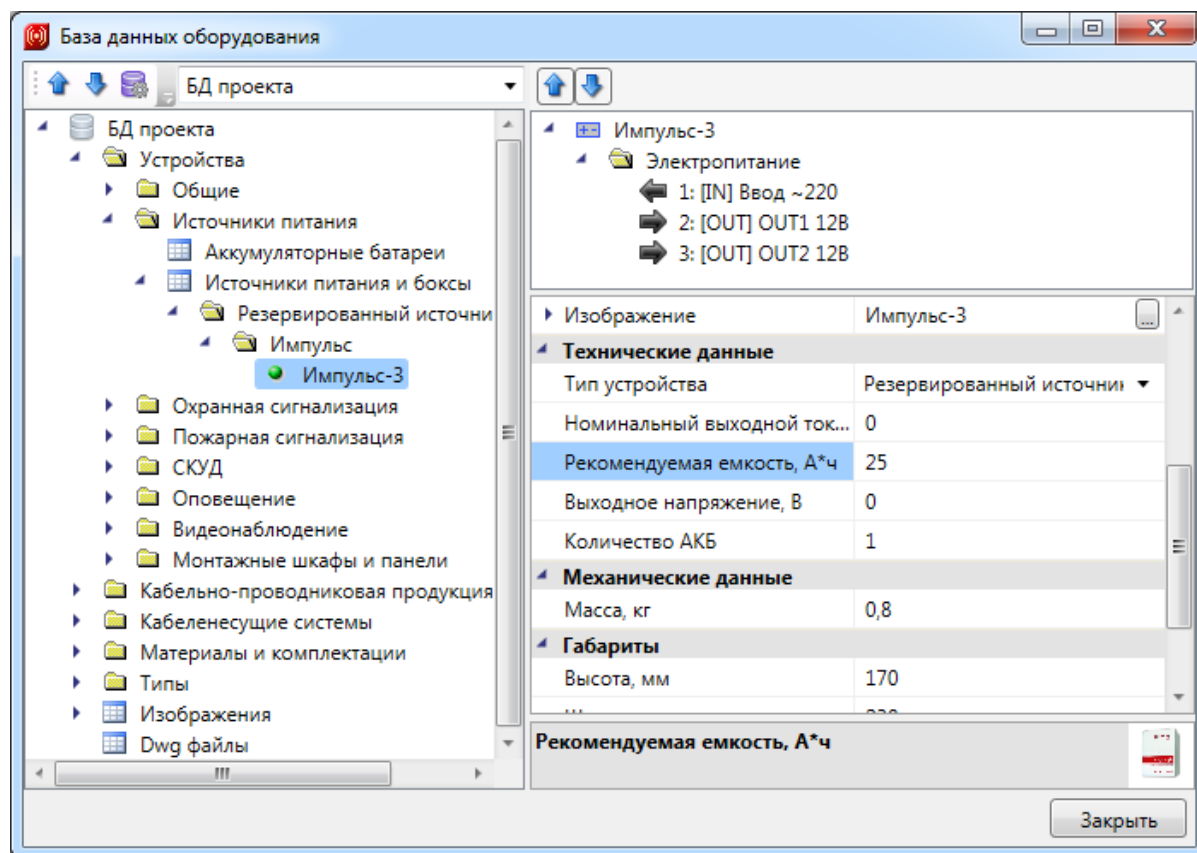 База данных оборудования
БД проекта
БД проекта
Устройства
Общие
Источники питания
Аккумуляторные батареи
Источники питания и боксы
Резервированный источни
Импульс
Импульс-3
Охранная сигнализация
Пожарная сигнализация
СКУД
Оповещение
Видеонаблюдение
Монтажные шкафы и панели
Кабельно-проводниковая продукция
Кабеленесущие системы
Материалы и комплектации
Типы
Изображения
Dwg файлы
Импульс-3
Электропитание
1: [IN] Ввод ~220
2: [OUT] OUT1 12В
3: [OUT] OUT2 12В
Изображение Импульс-3 ...
Технические данные
Тип устройства Резервированный источник
Номинальный выходной ток... 0
Рекомендуемая емкость, А*ч 25
Выходное напряжение, В 0
Количество АКБ 1
Механические данные
Масса, кг 0,8
Габариты
Высота, мм 170
Рекомендуемая емкость, А*ч
Закрыть